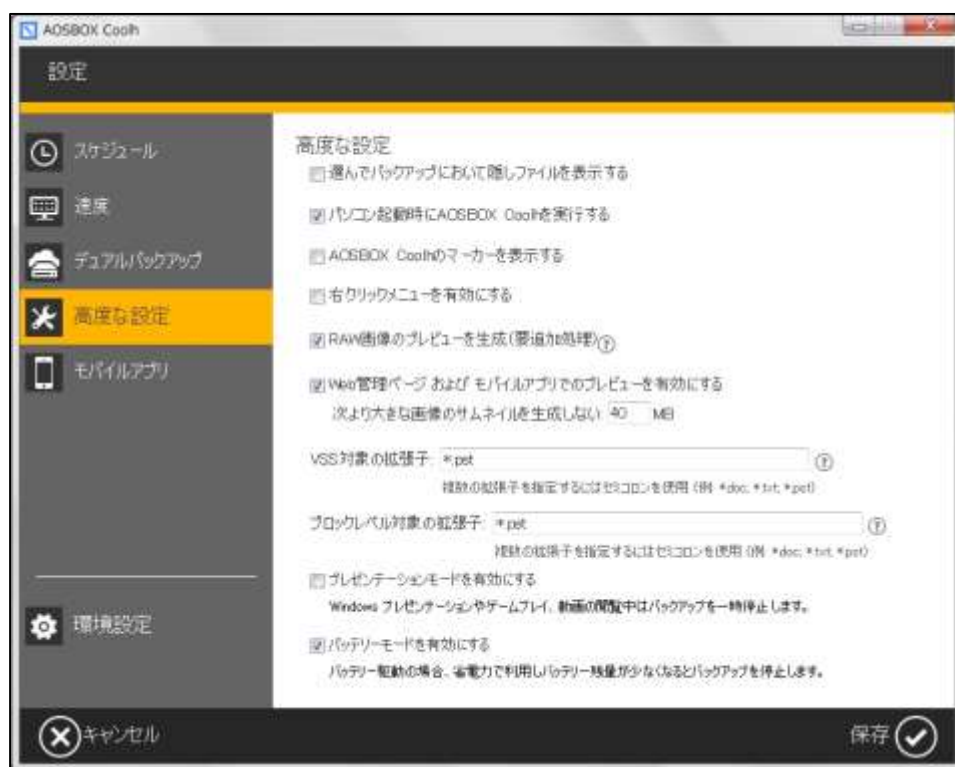 AOSBOX Coolh
設定
スケジュール
速度
デュアルバックアップ
高度な設定
モバイルアプリ
環境設定
高度な設定
選んでバックアップにおいて隠しファイルを表示する
パソコン起動時にAOSBOX Coolhを実行する
AOSBOX Coolhのマーカーを表示する
右クリックメニューを有効にする
RAW画像のプレビューを生成(要追加処理)?
Web管理ページ および モバイルアプリでのプレビューを有効にする
次より大きな画像のサムネイルを生成しない 40 MB
VSS対象の拡張子: *.pst ?
複数の拡張子を指定するにはセミコロンを使用 (例: *.doc; *.txt; *.pst)
ブロックレベル対象の拡張子: *.pst ?
複数の拡張子を指定するにはセミコロンを使用 (例: *.doc; *.txt; *.pst)
プレゼンテーションモードを有効にする
Windows プレゼンテーションやゲームプレイ、動画の閲覧中はバックアップを一時停止します。
バッテリーモードを有効にする
バッテリー駆動の場合、省電力で利用しバッテリー残量が少なくなるとバックアップを停止します。
キャンセル
保存